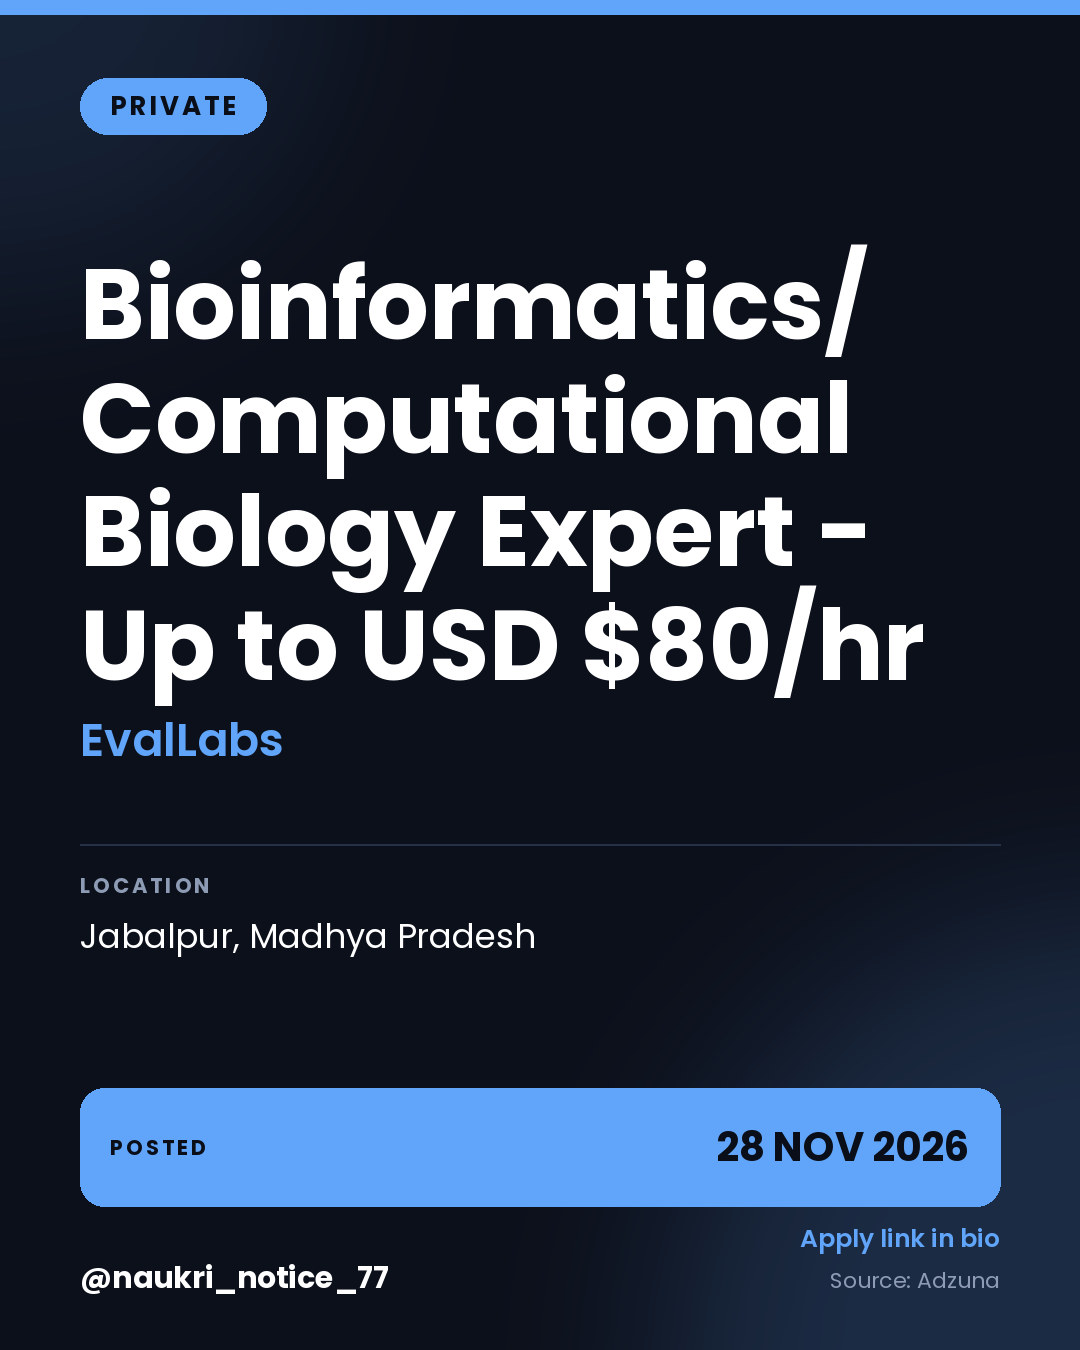 PRIVATE
Bioinformatics/
Computational
Biology Expert -
Up to USD $80/hr
EvalLabs
LOCATION
Jabalpur, Madhya Pradesh
POSTED
28 NOV 2026
Apply link in bio
@naukri_notice_77
Source: Adzuna